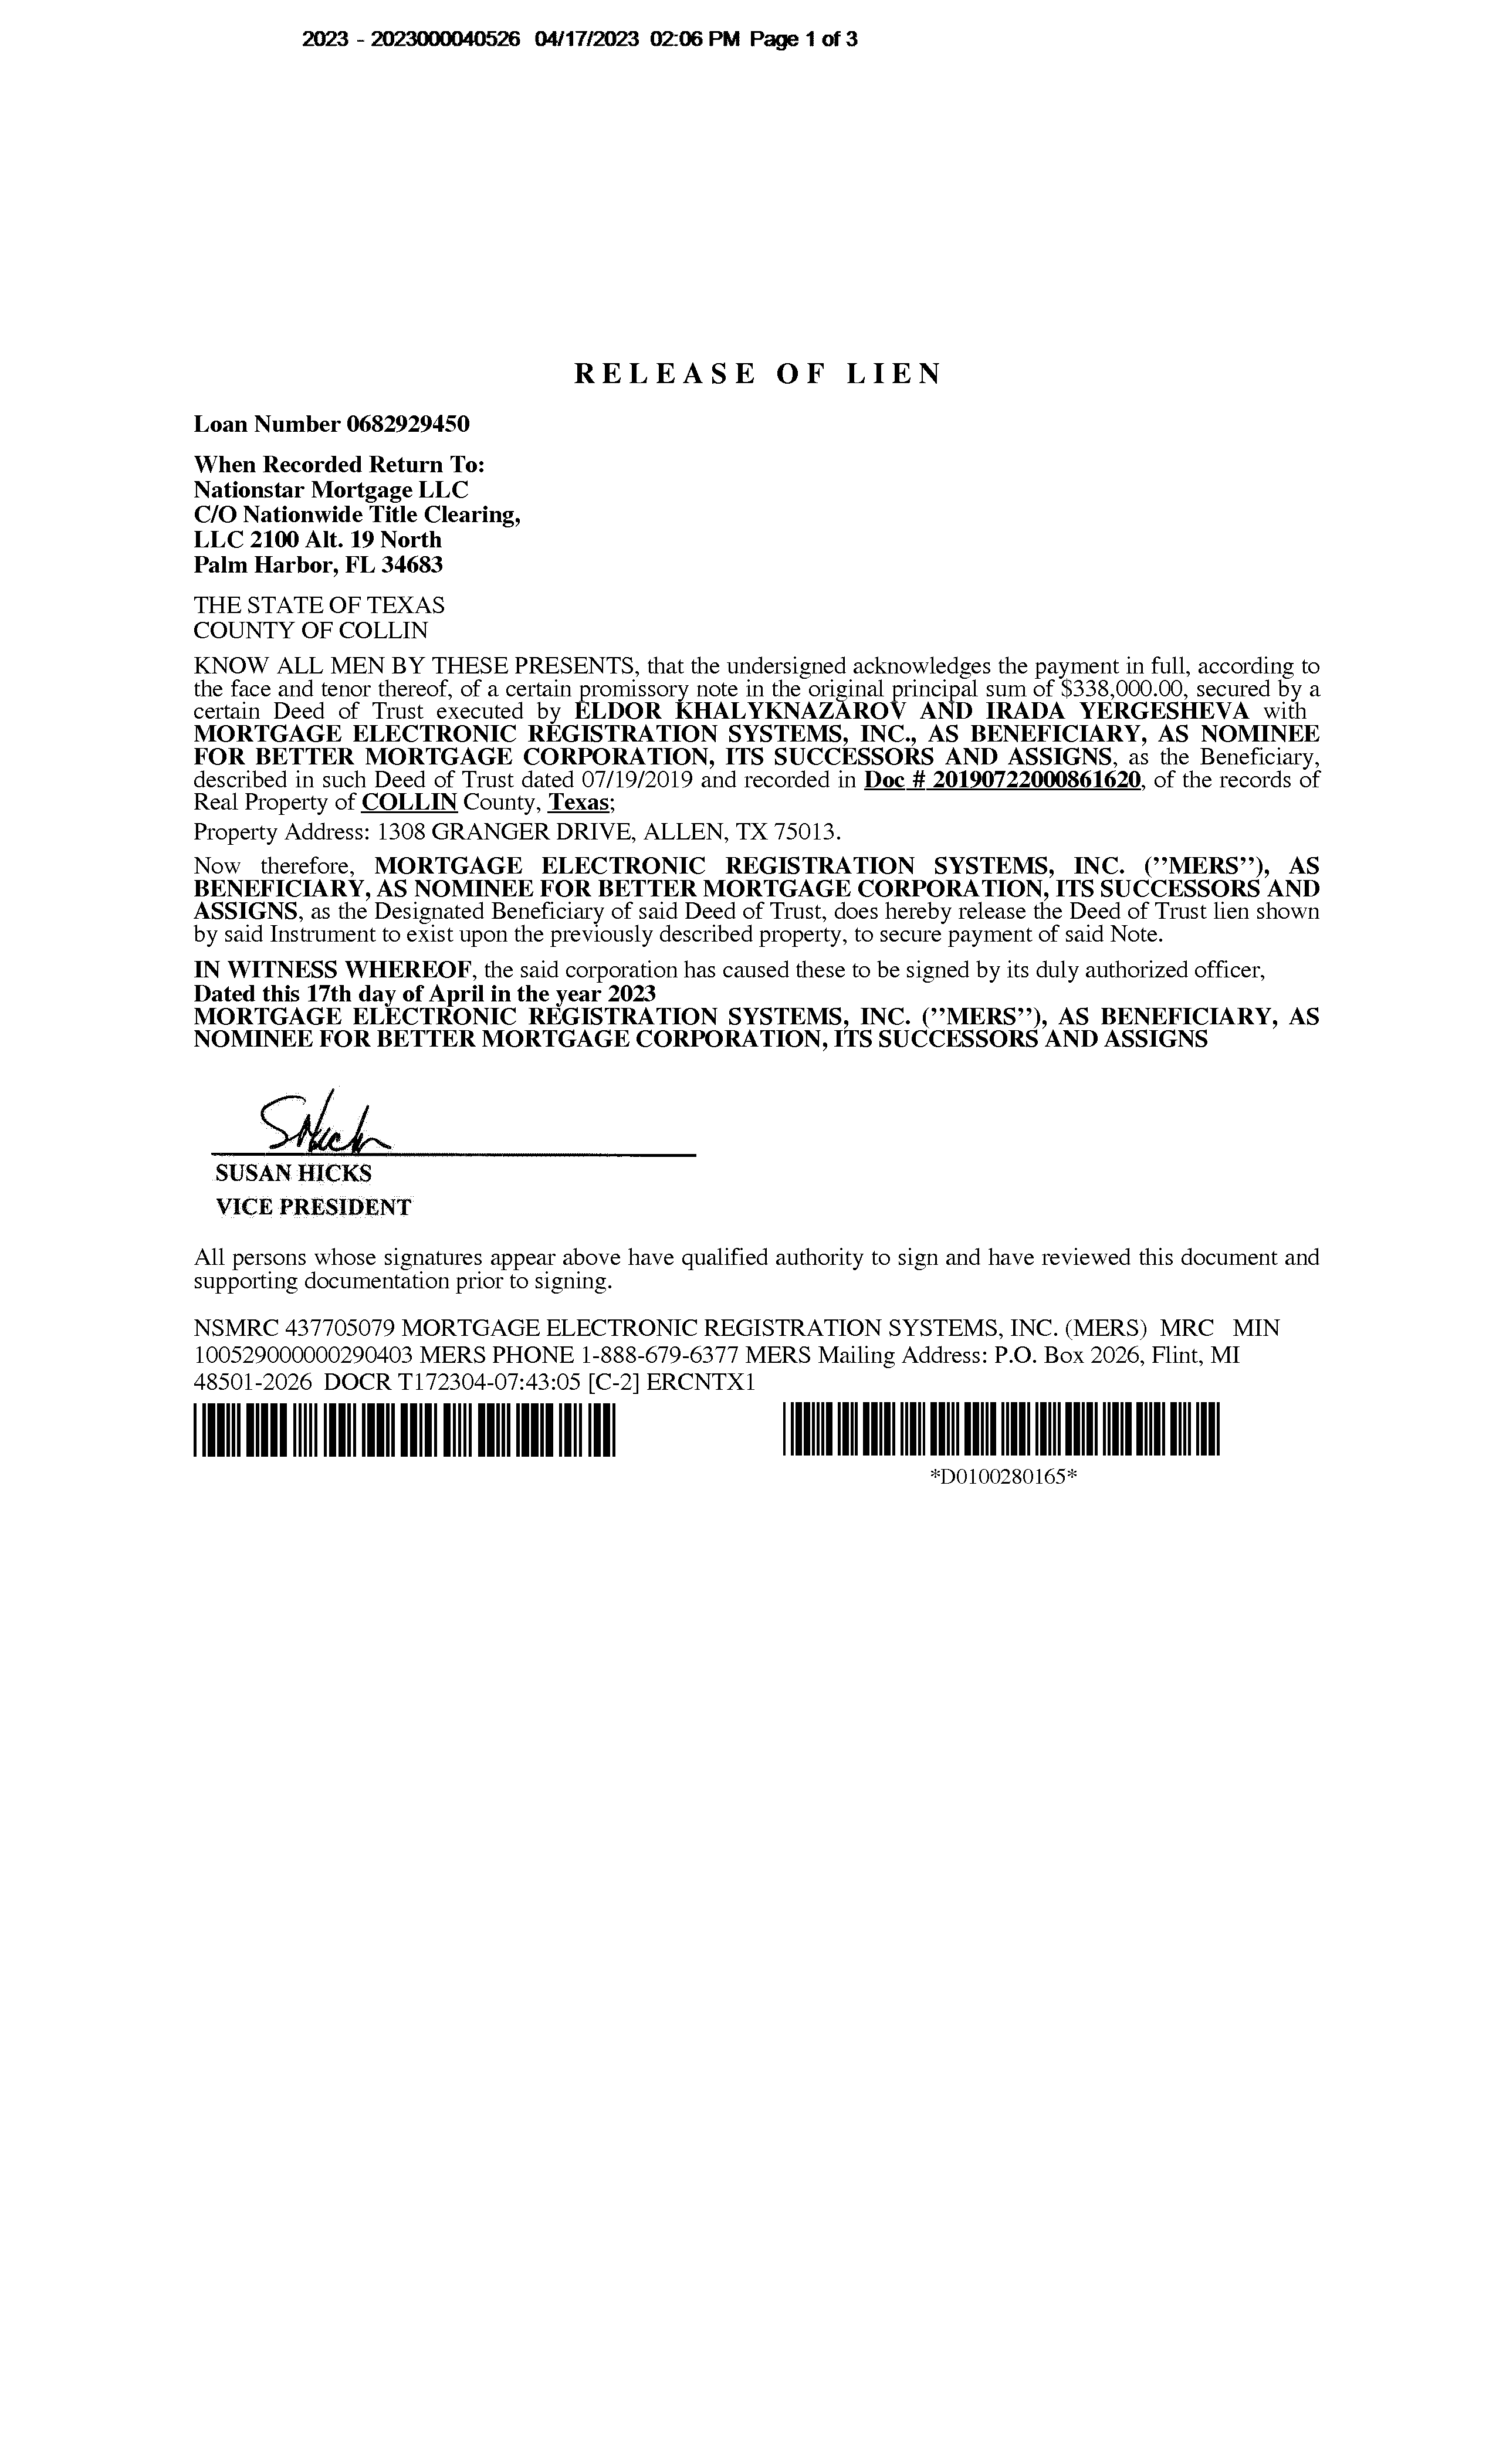 2023 - 2023000040526 04/17/2023 02:06 PM Page 1 of 3
RELEASE OF LIEN
Loan Number 0682929450
When Recorded Return To:
Nationstar Mortgage LLC
C/O Nationwide Title Clearing,
LLC 2100 Alt. 19 North
Palm Harbor, FL 34683
THE STATE OF TEXAS
COUNTY OF COLLIN
KNOW ALL MEN BY THESE PRESENTS, that the undersigned acknowledges the payment in full, according to
the face and tenor thereof, of a certain promissory note in the original principal sum of $338,000.00, secured by a
certain Deed of Trust executed by ELDOR KHALYKNAZAROV AND IRADA YERGESHEVA with
MORTGAGE ELECTRONIC REGISTRATION SYSTEMS, INC., AS BENEFICIARY, AS NOMINEE
FOR BETTER MORTGAGE CORPORATION, ITS SUCCESSORS AND ASSIGNS, as the Beneficiary,
described in such Deed of Trust dated 07/19/2019 and recorded in Doc # 20190722000861620, of the records of
Real Property of COLLIN County, Texas;
Property Address: 1308 GRANGER DRIVE, ALLEN, TX 75013.
Now therefore, MORTGAGE ELECTRONIC REGISTRATION SYSTEMS, INC. (''MERS''), AS
BENEFICIARY, AS NOMINEE FOR BETTER MORTGAGE CORPORATION, ITS SUCCESSORS AND
ASSIGNS, as the Designated Beneficiary of said Deed of Trust, does hereby release the Deed of Trust lien shown
by said Instrument to exist upon the previously described property, to secure payment of said Note.
IN WITNESS WHEREOF, the said corporation has caused these to be signed by its duly authorized officer,
Dated this 17th day of April in the year 2023
MORTGAGE ELECTRONIC REGISTRATION SYSTEMS, INC. (''MERS''), AS BENEFICIARY, AS
NOMINEE FOR BETTER MORTGAGE CORPORATION, ITS SUCCESSORS AND ASSIGNS
SUSAN HICKS
VICE PRESIDENT
All persons whose signatures appear above have qualified authority to sign and have reviewed this document and
supporting documentation prior to signing.
NSMRC 437705079 MORTGAGE ELECTRONIC REGISTRATION SYSTEMS, INC. (MERS) MRC MIN
100529000000290403 MERS PHONE 1-888-679-6377 MERS Mailing Address: P.O. Box 2026, Flint, MI
48501-2026 DOCR T172304-07:43:05 [C-2] ERCNTX1
*D0100280165*